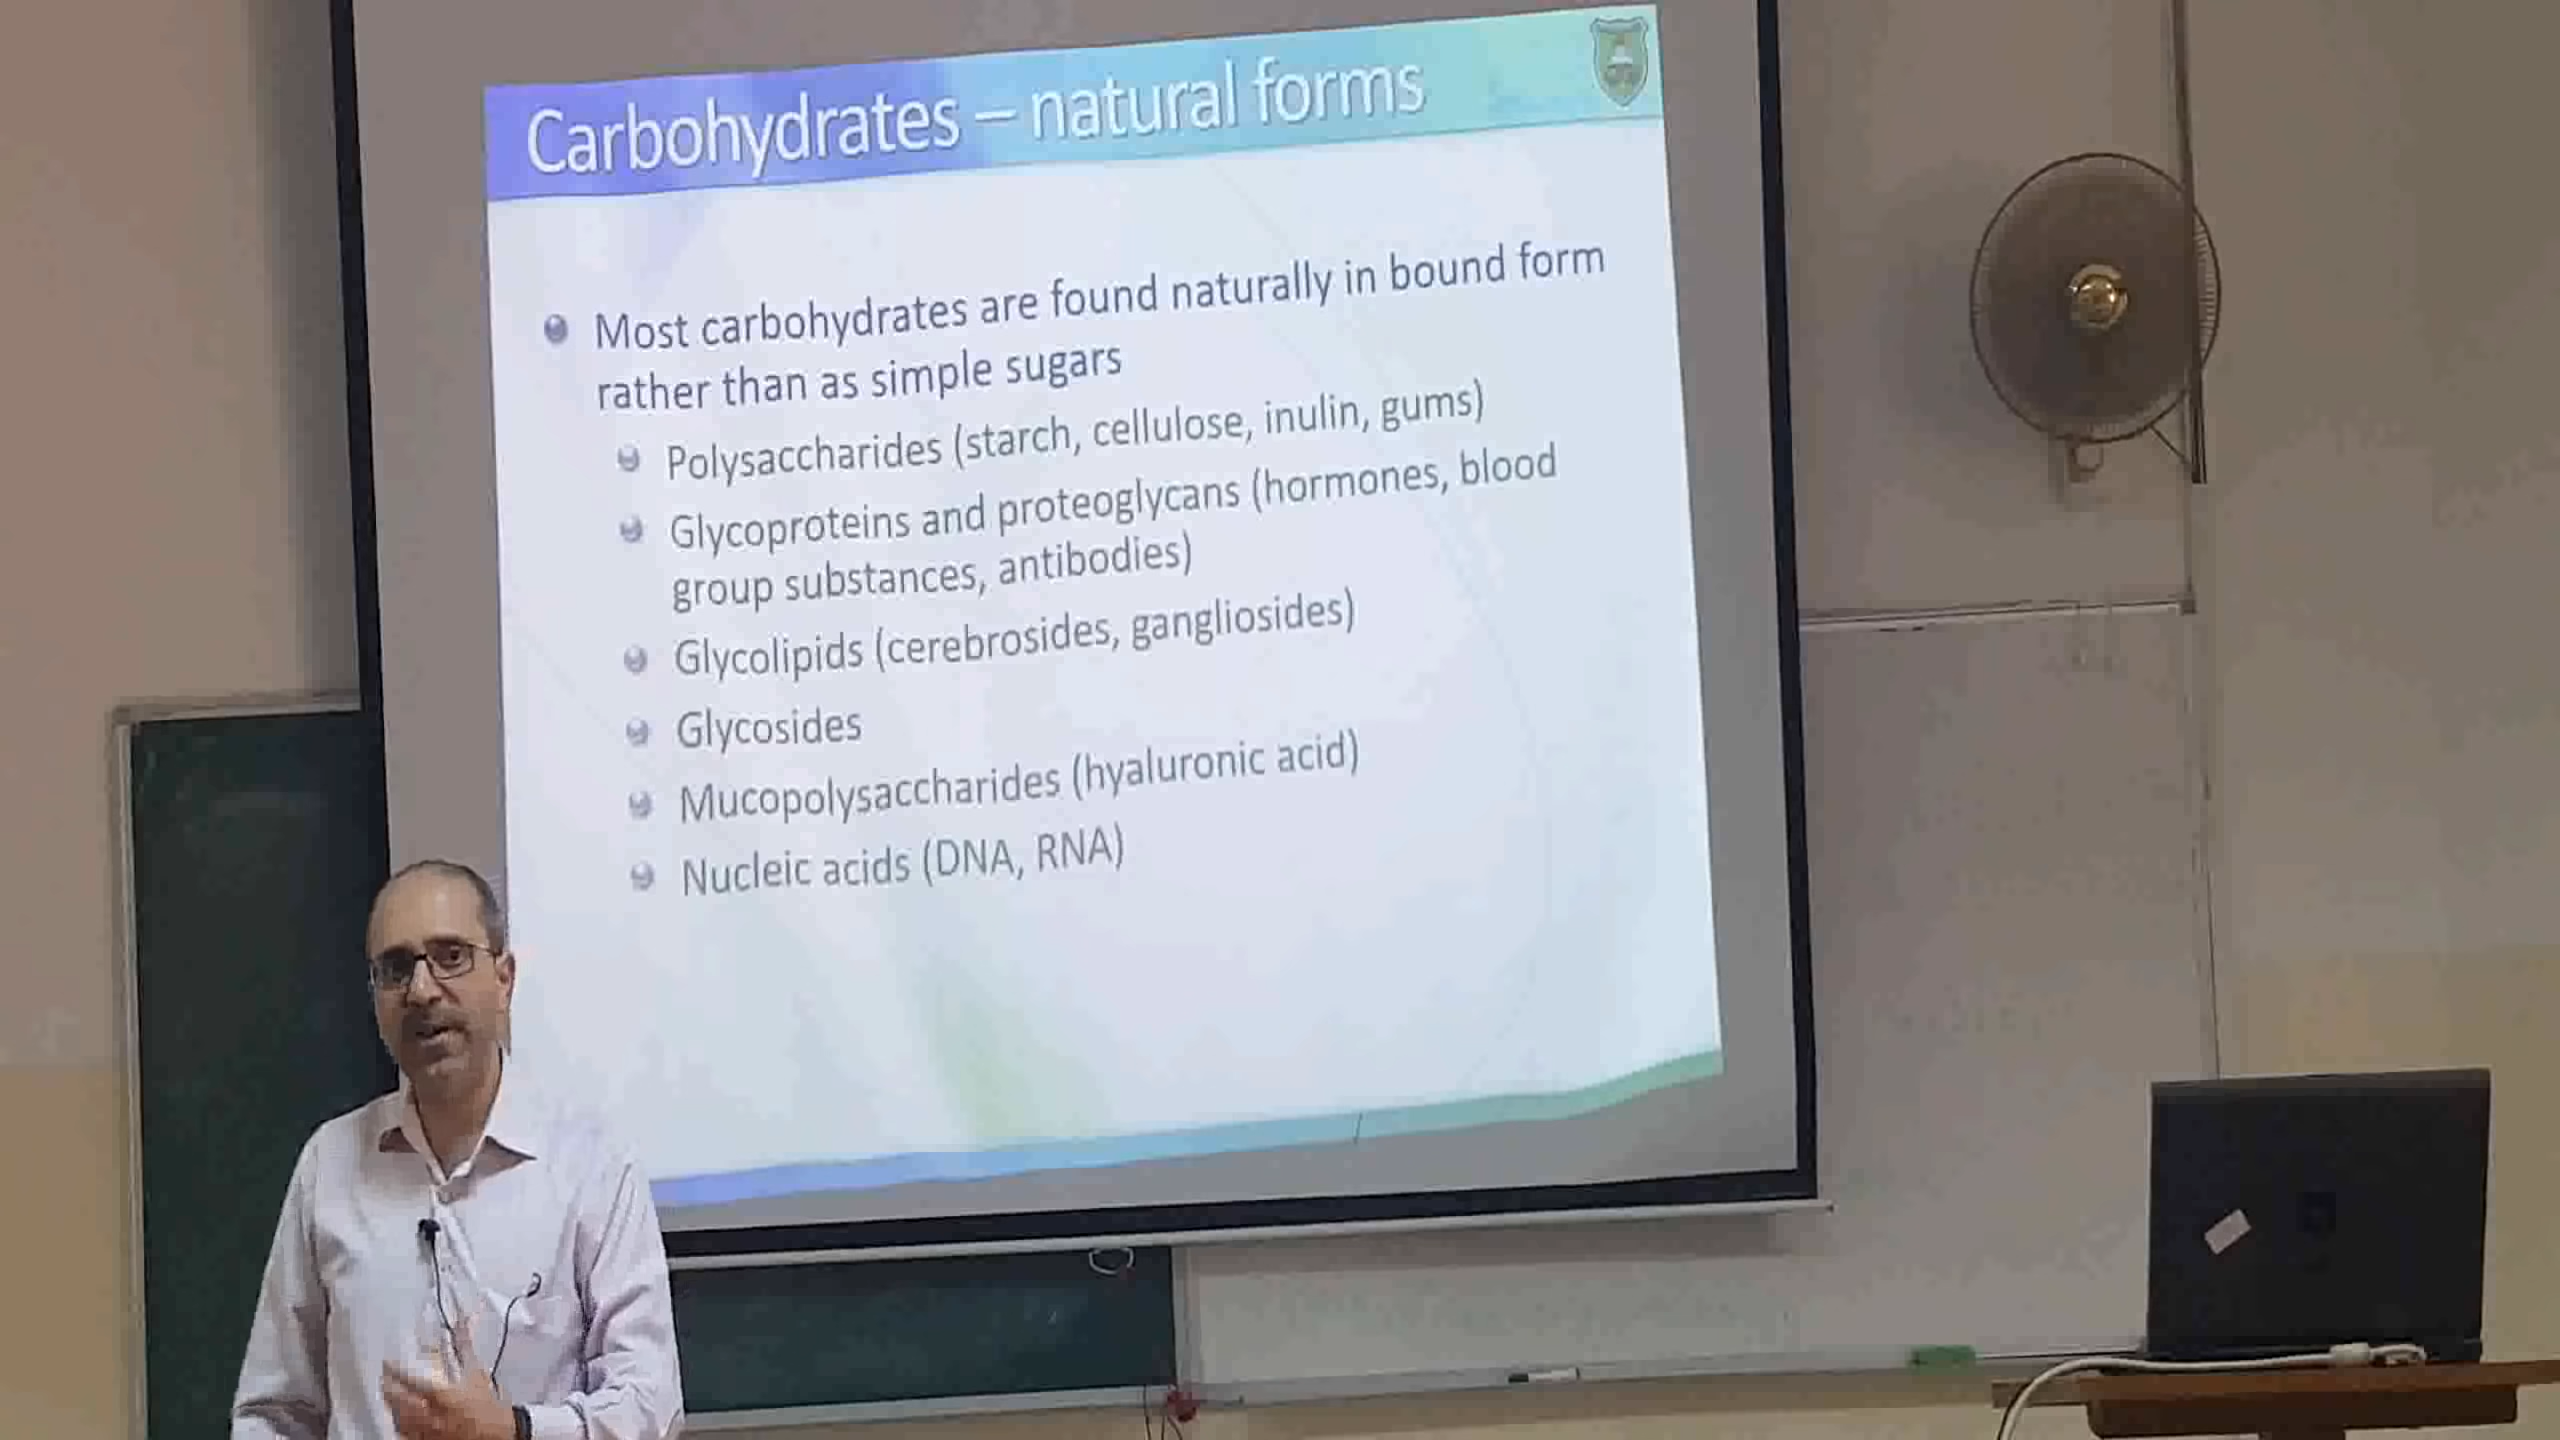 Carbohydrates – natural forms
Most carbohydrates are found naturally in bound form
rather than as simple sugars
Polysaccharides (starch, cellulose, inulin, gums)
Glycoproteins and proteoglycans (hormones, blood
group substances, antibodies)
Glycolipids (cerebrosides, gangliosides)
Glycosides
Mucopolysaccharides (hyaluronic acid)
Nucleic acids (DNA, RNA)